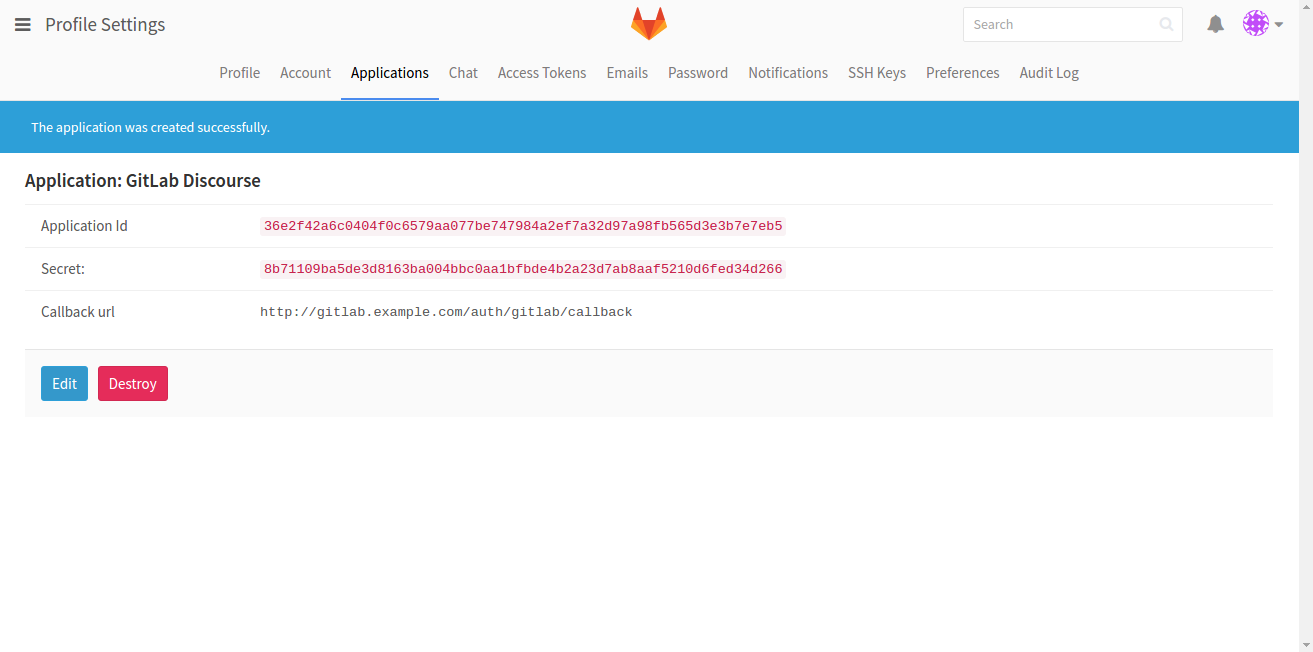 Profile Settings
Search
Profile Account Applications Chat Access Tokens Emails Password Notifications SSH Keys Preferences Audit Log
The application was created successfully.
Application: GitLab Discourse
Application Id 36e2f42a6c0404f0c6579aa077be747984a2ef7a32d97a98fb565d3e3b7e7eb5
Secret: 8b71109ba5de3d8163ba004bbc0aa1bfbde4b2a23d7ab8aaf5210d6fed34d266
Callback url http://gitlab.example.com/auth/gitlab/callback
Edit Destroy